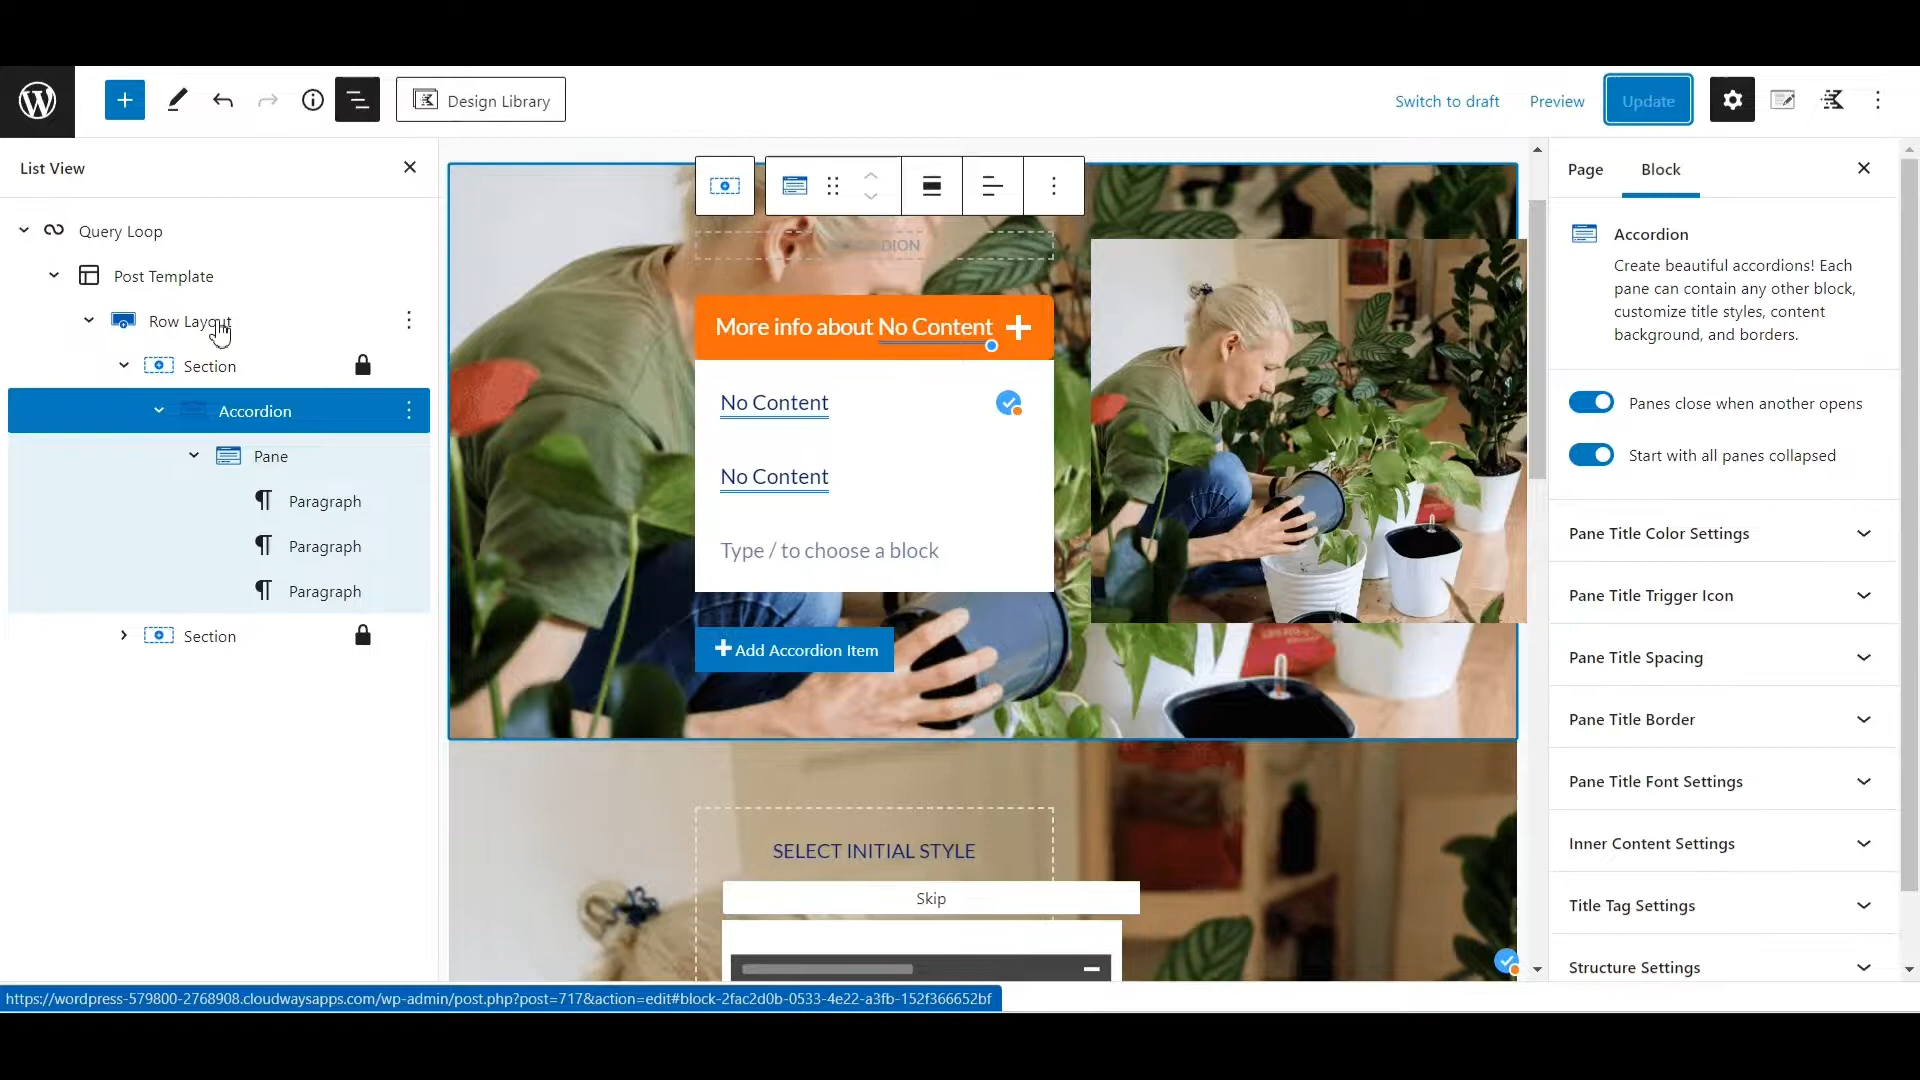 Design Library
Switch to draft
Preview
Update
List View
Query Loop
Post Template
Row Layout
Section
Accordion
Pane
Paragraph
Paragraph
Paragraph
Section
More info about No Content
No Content
No Content
Type / to choose a block
Add Accordion Item
SELECT INITIAL STYLE
Skip
Page
Block
Accordion
Create beautiful accordions! Each
pane can contain any other block,
customize title styles, content
background, and borders.
Panes close when another opens
Start with all panes collapsed
Pane Title Color Settings
Pane Title Trigger Icon
Pane Title Spacing
Pane Title Border
Pane Title Font Settings
Inner Content Settings
Title Tag Settings
Structure Settings
https://wordpress-579800-2768908.cloudwaysapps.com/wp-admin/post.php?post=717&action=edit#block-2fac2d0b-0533-4e22-a3fb-152f366652bf